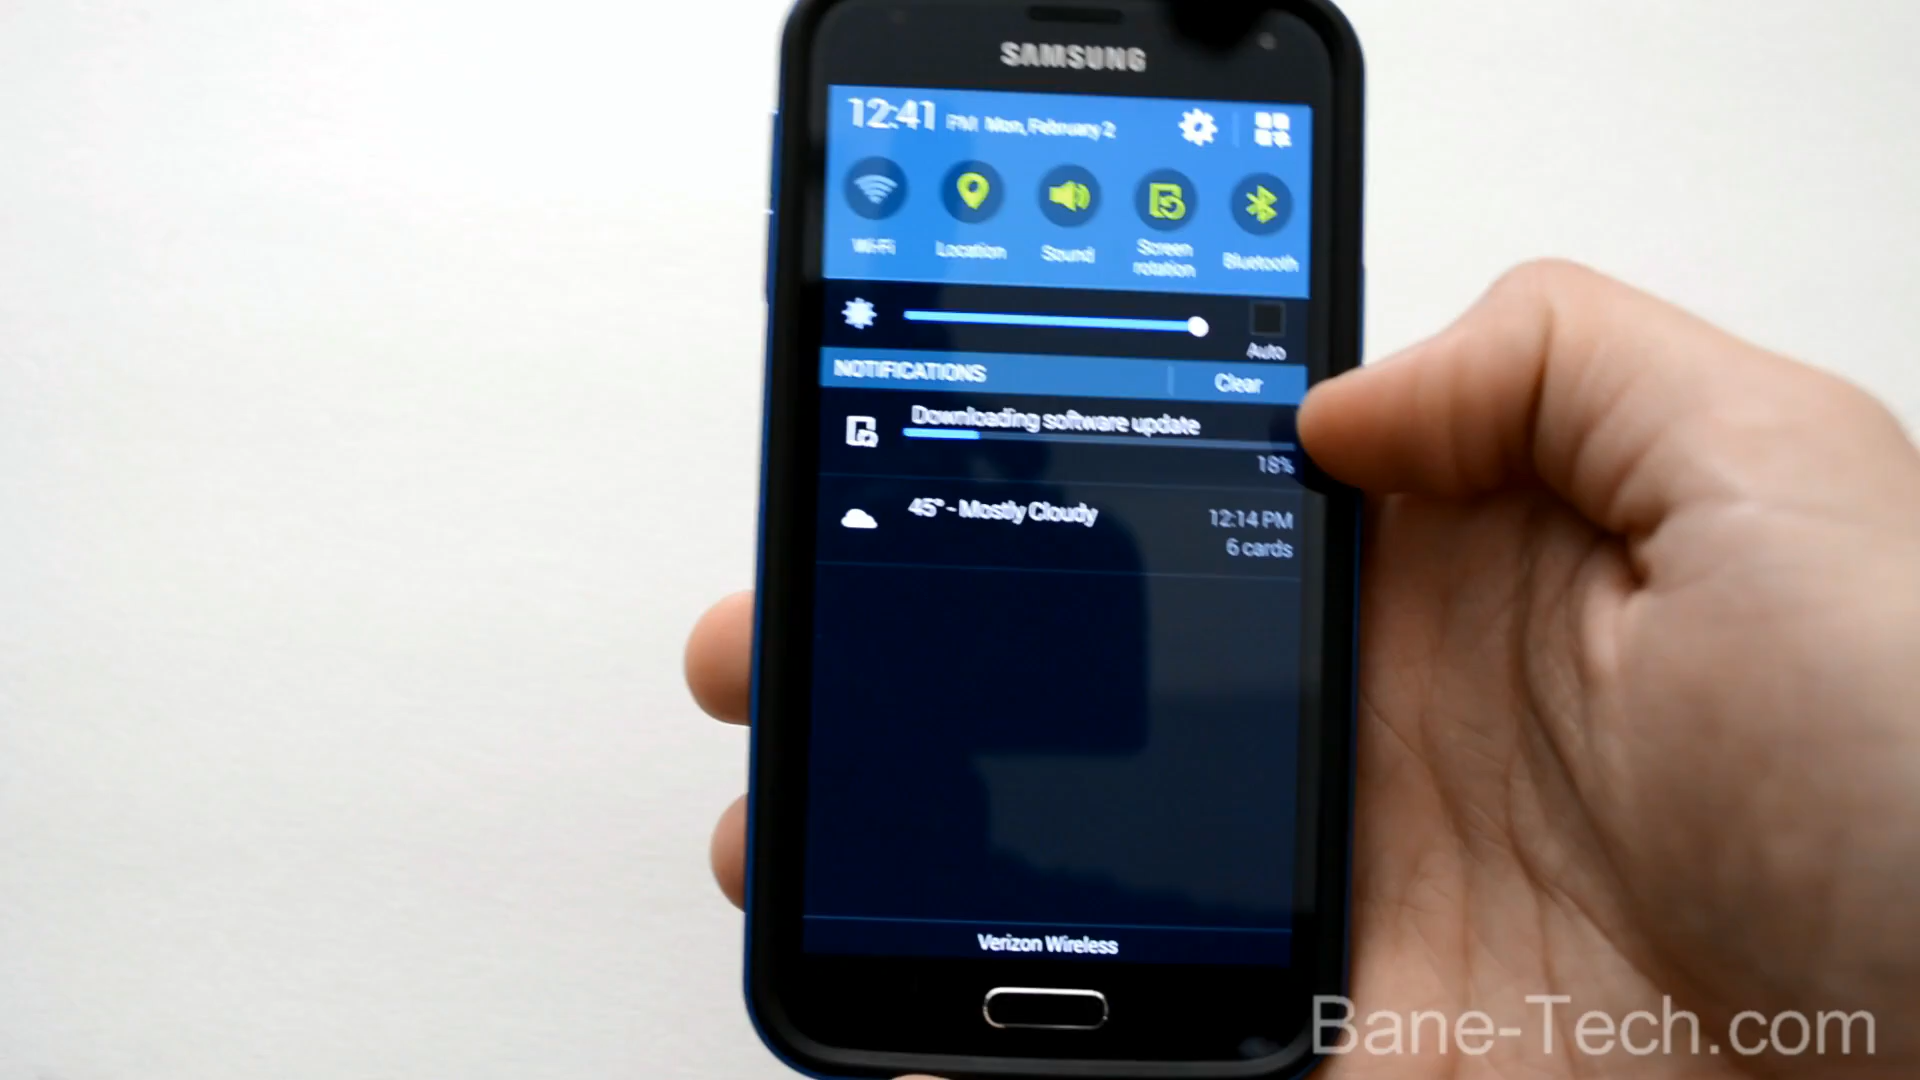 SAMSUNG
12:41 PM Mon, February 2
Wi-Fi
Location
Sound
Screen rotation
Bluetooth
Auto
NOTIFICATIONS
Clear
Downloading software update
18%
45° - Mostly Cloudy
12:14 PM
6 cards
Verizon Wireless
Bane-Tech.com